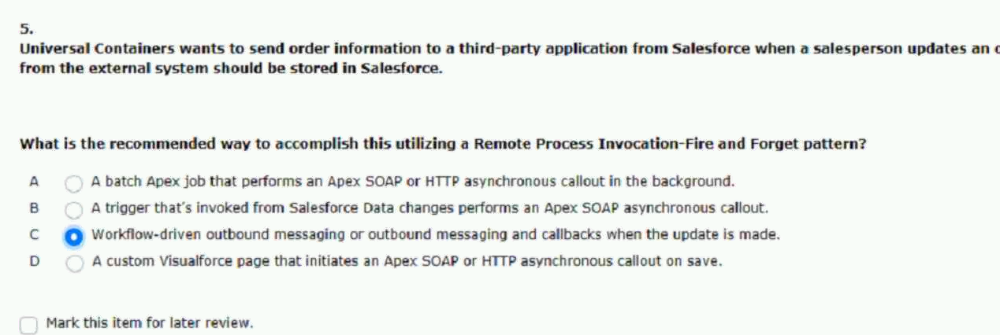 5.
Universal Containers wants to send order information to a third-party application from Salesforce when a salesperson updates an
from the external system should be stored in Salesforce.
What is the recommended way to accomplish this utilizing a Remote Process Invocation-Fire and Forget pattern?
A A batch Apex job that performs an Apex SOAP or HTTP asynchronous callout in the background.
B A trigger that's invoked from Salesforce Data changes performs an Apex SOAP asynchronous callout.
C Workflow-driven outbound messaging or outbound messaging and callbacks when the update is made.
D A custom Visualforce page that initiates an Apex SOAP or HTTP asynchronous callout on save.
Mark this item for later review.